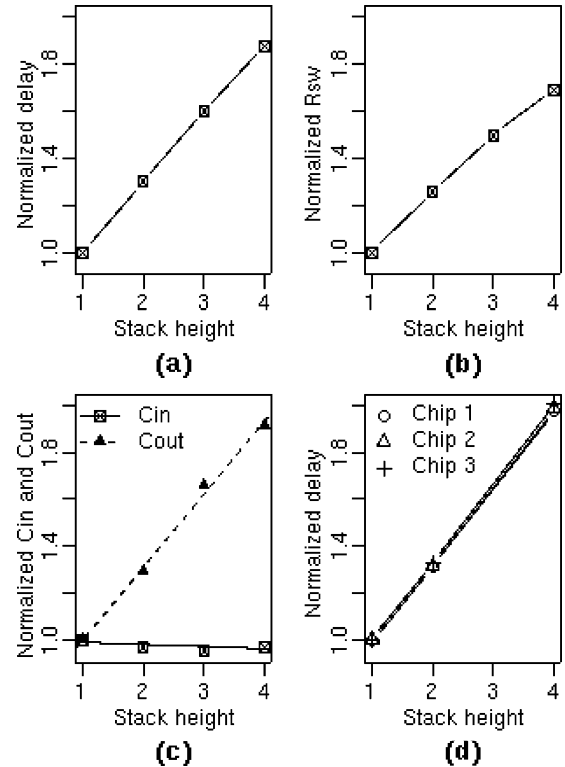 Normalized delay
1.0
1.4
1.8
1 2 3 4
Stack height
(a)
Normalized Rsw
1.0
1.4
1.8
1 2 3 4
Stack height
(b)
Normalized Cin and Cout
1.0
1.4
1.8
Cin
Cout
1 2 3 4
Stack height
(c)
Normalized delay
1.0
1.4
1.8
Chip 1
Chip 2
Chip 3
1 2 3 4
Stack height
(d)